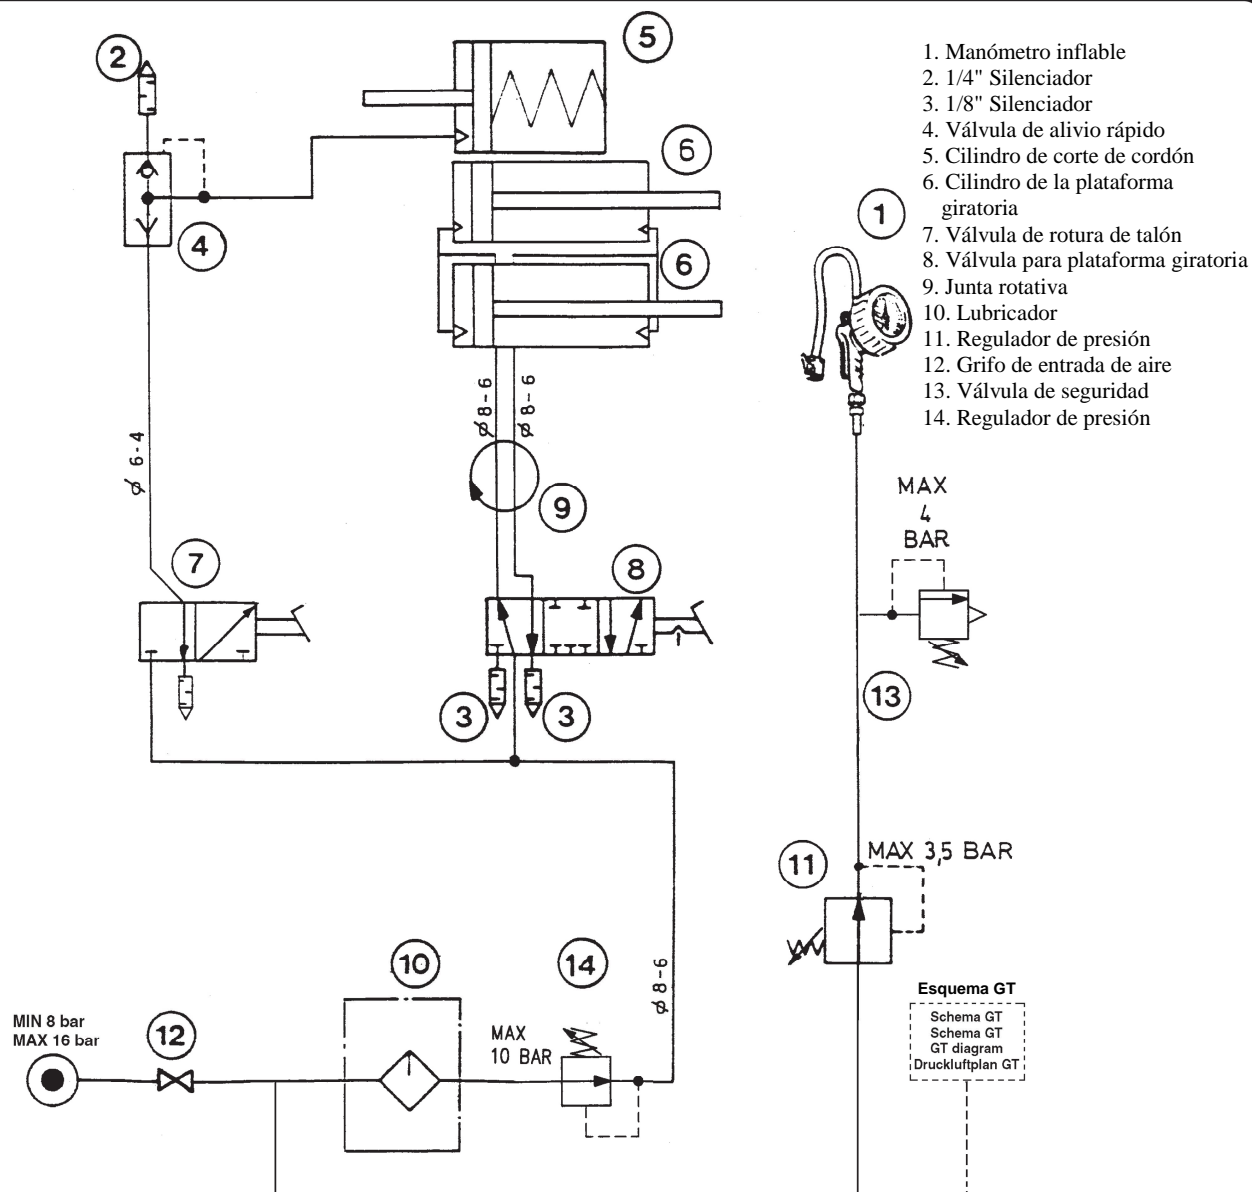 2
5
1. Manómetro inflable
2. 1/4" Silenciador
3. 1/8" Silenciador
4. Válvula de alivio rápido
5. Cilindro de corte de cordón
6. Cilindro de la plataforma
giratoria
7. Válvula de rotura de talón
8. Válvula para plataforma giratoria
9. Junta rotativa
10. Lubricador
11. Regulador de presión
12. Grifo de entrada de aire
13. Válvula de seguridad
14. Regulador de presión
6
1
4
6
ø 6-4
ø 8-6
ø 8-6
9
MAX
4
BAR
7
8
3
3
13
11
MAX 3,5 BAR
10
14
ø 8-6
Esquema GT
Schema GT
Schema GT
GT diagram
Druckluftplan GT
MIN 8 bar
MAX 16 bar
12
MAX
10 BAR